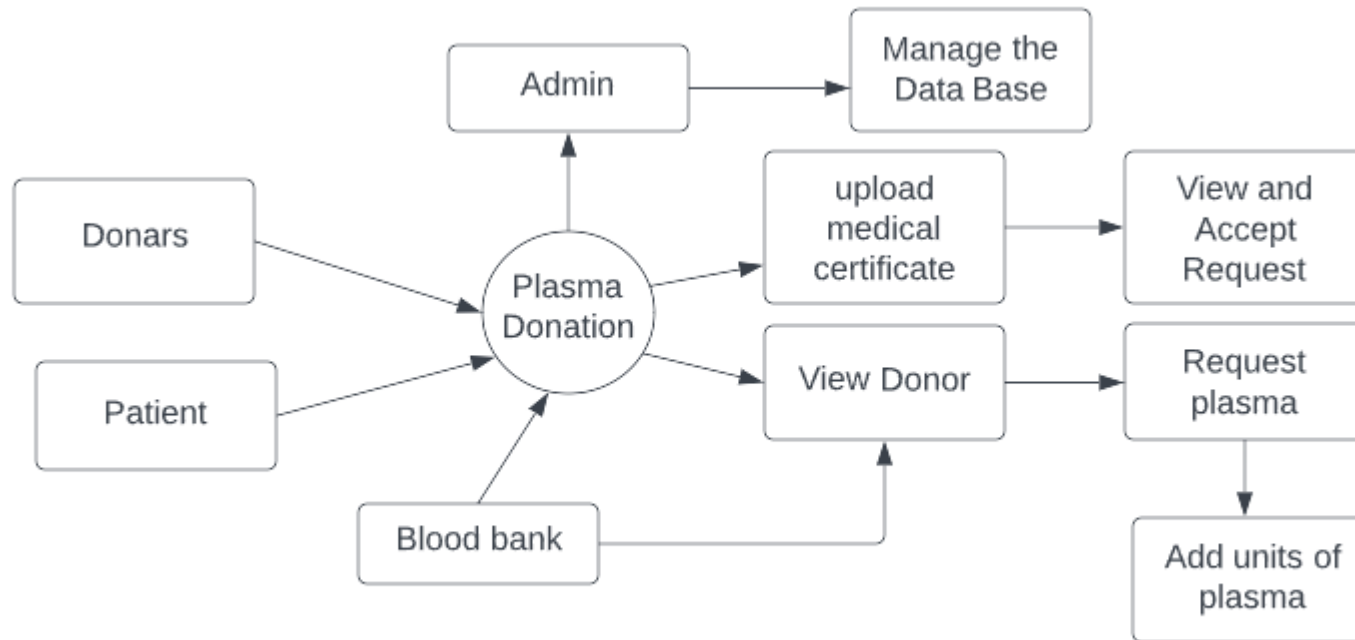 Admin
Manage the
Data Base
Donars
Plasma
Donation
upload
medical
certificate
View and
Accept
Request
Patient
View Donor
Request
plasma
Blood bank
Add units of
plasma